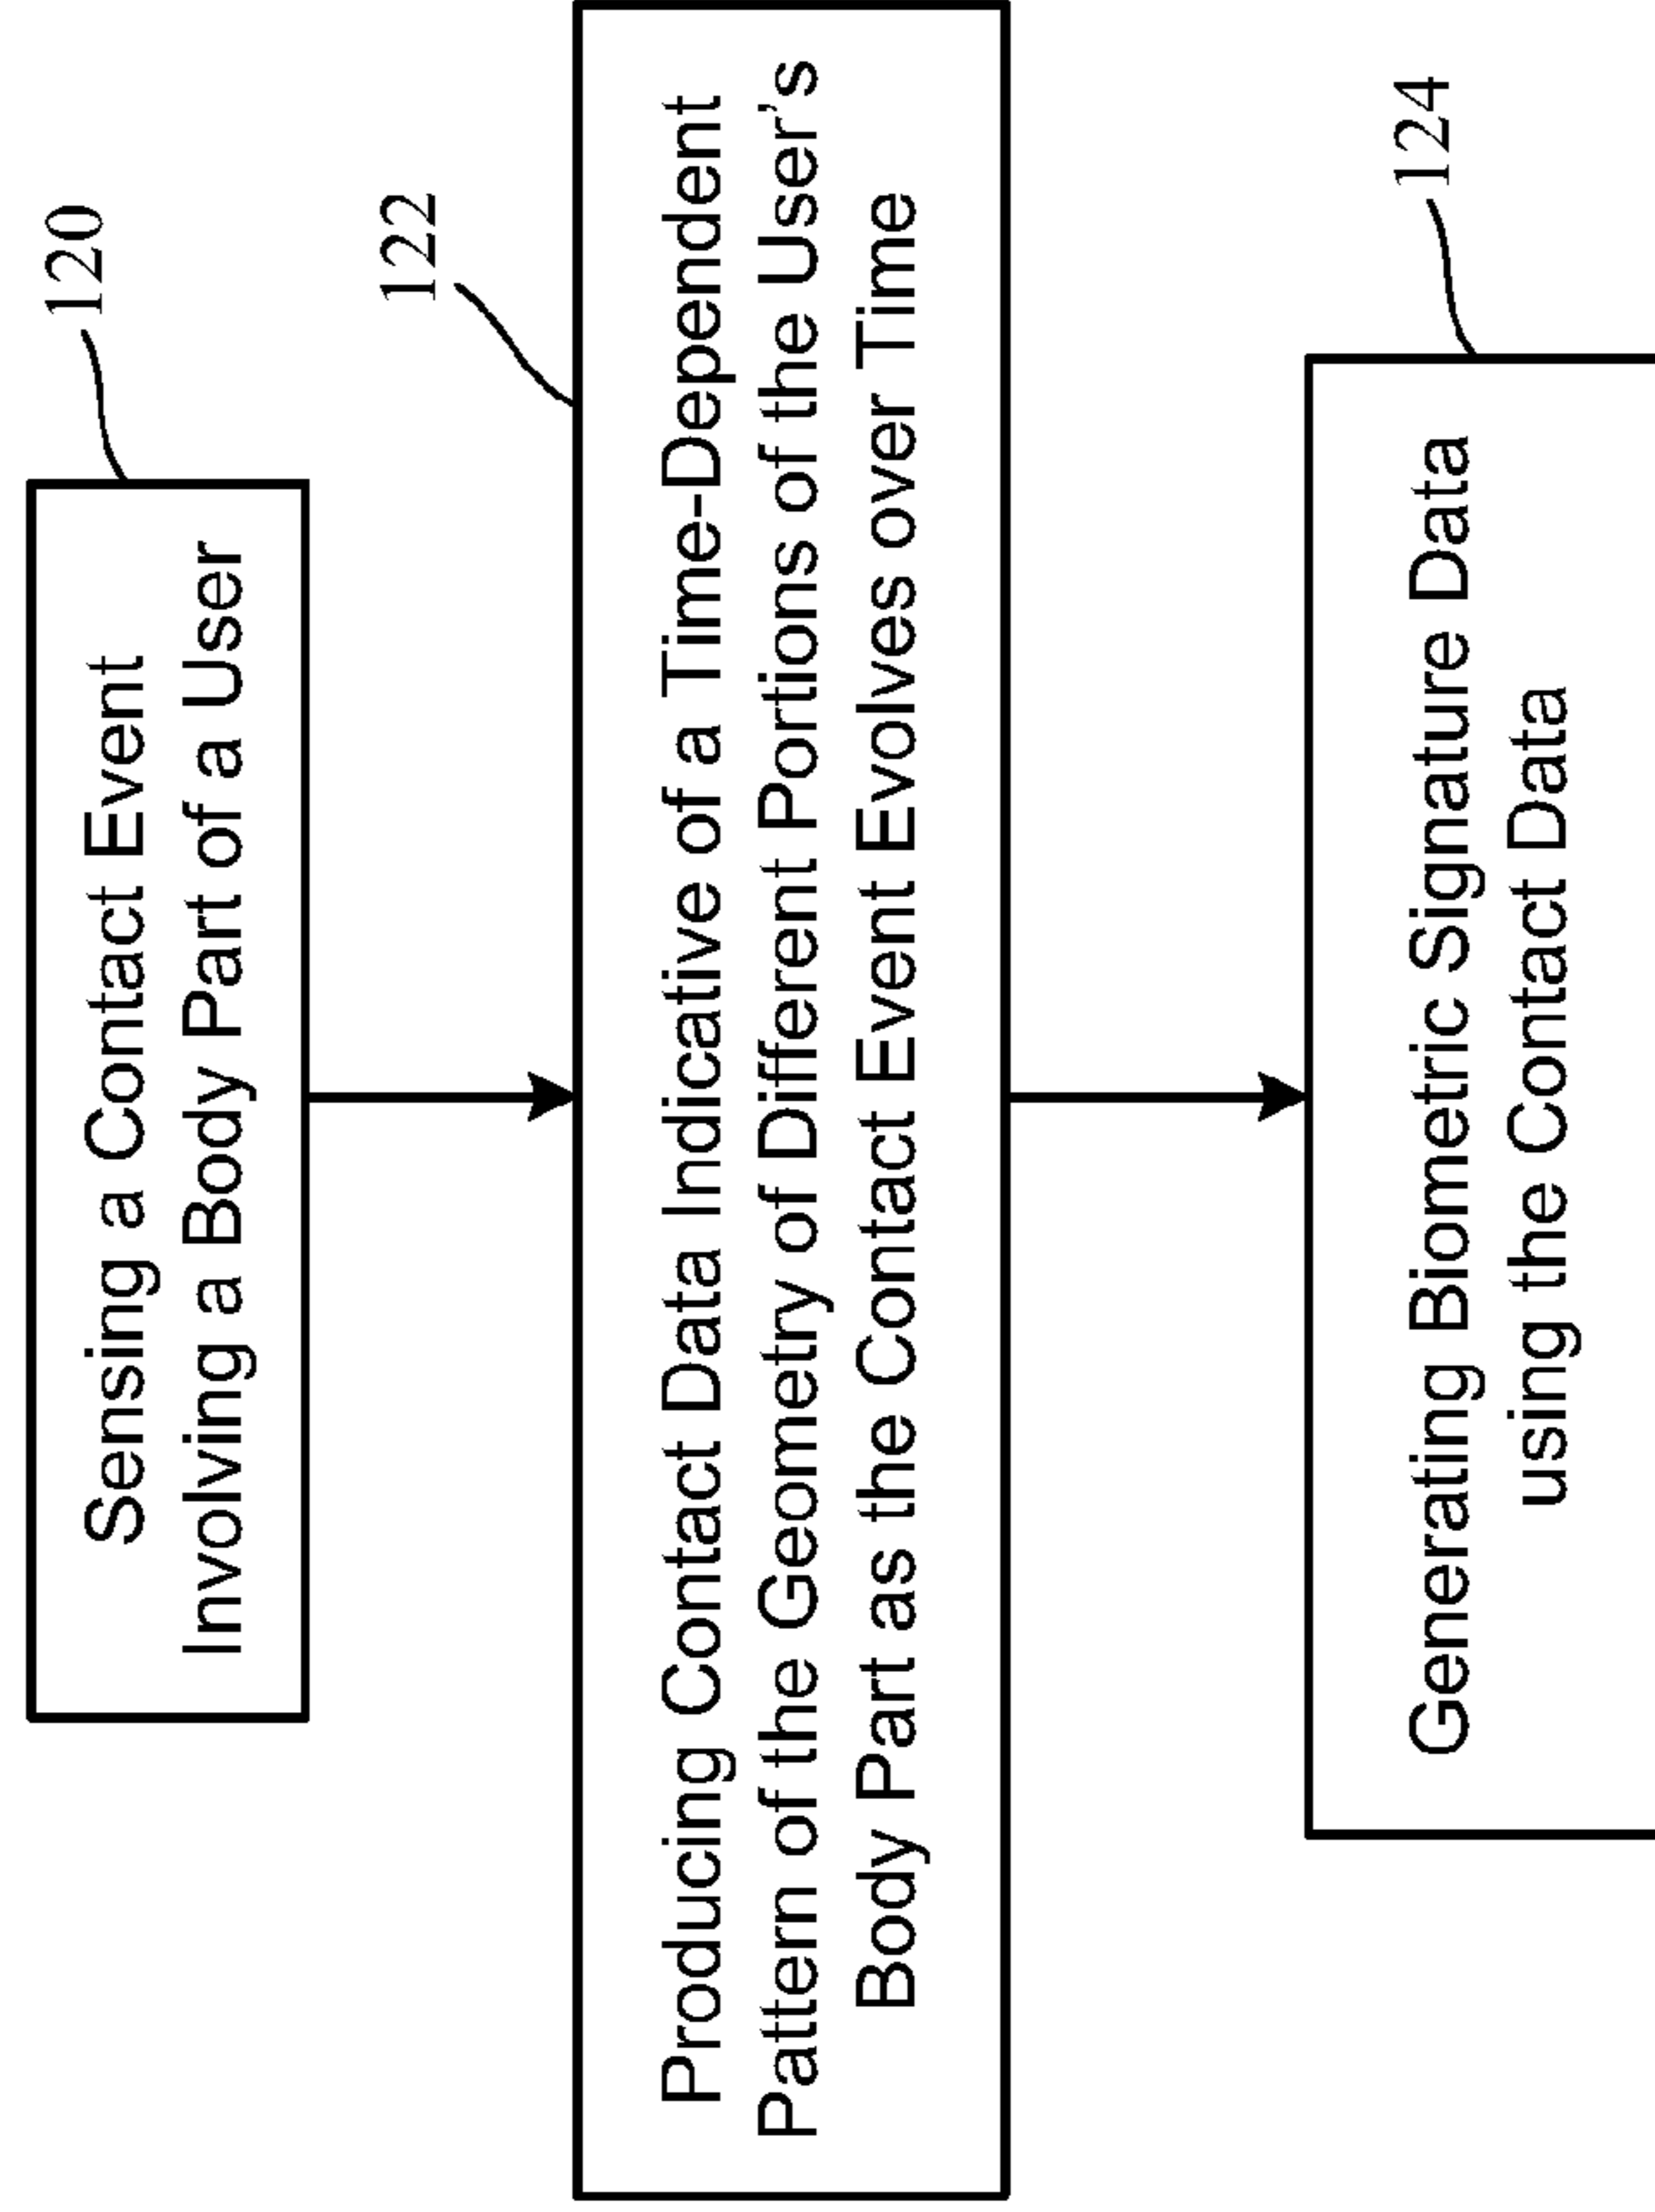 120
Sensing a Contact Event
Involving a Body Part of a User
122
Producing Contact Data Indicative of a Time-Dependent
Pattern of the Geometry of Different Portions of the User's
Body Part as the Contact Event Evolves over Time
124
Generating Biometric Signature Data
using the Contact Data